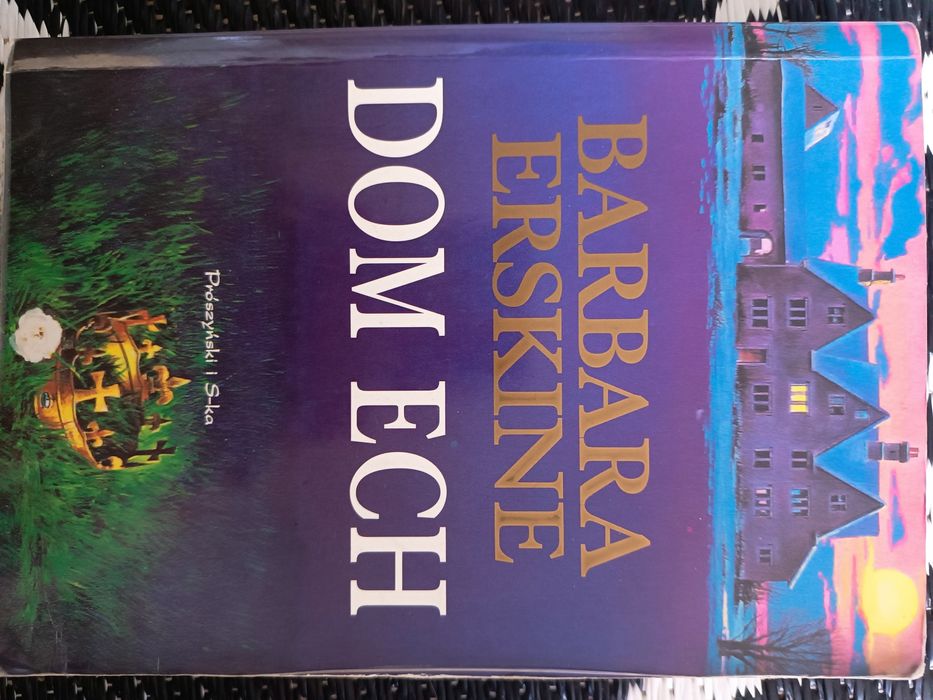 BARBARA
ERSKINE
DOM ECH
Prószyński i S-ka